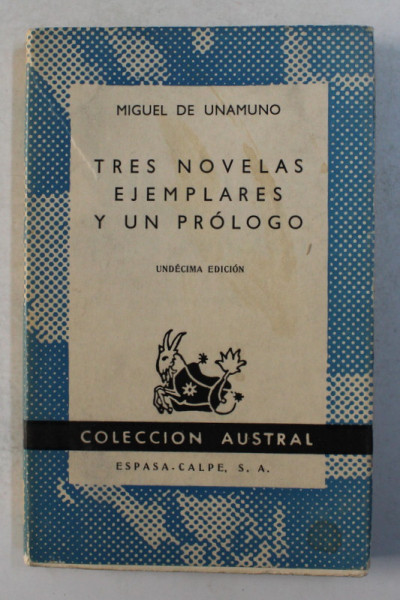 MIGUEL DE UNAMUNO
TRES NOVELAS
EJEMPLARES
Y UN PRÓLOGO
UNDÉCIMA EDICIÓN
COLECCION AUSTRAL
ESPASA-CALPE, S. A.